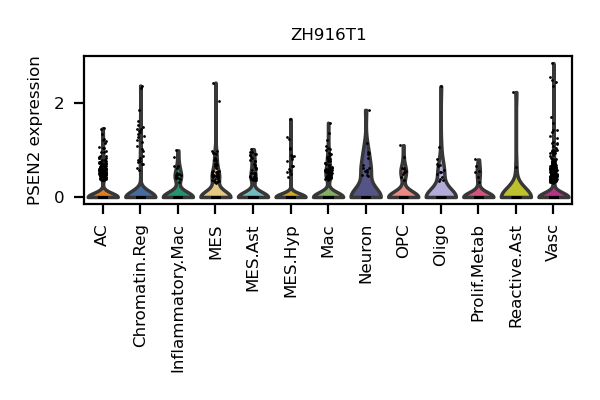 ZH916T1
PSEN2 expression
2
0
AC
Chromatin.Reg
Inflammatory.Mac
MES
MES.Ast
MES.Hyp
Mac
Neuron
OPC
Oligo
Prolif.Metab
Reactive.Ast
Vasc